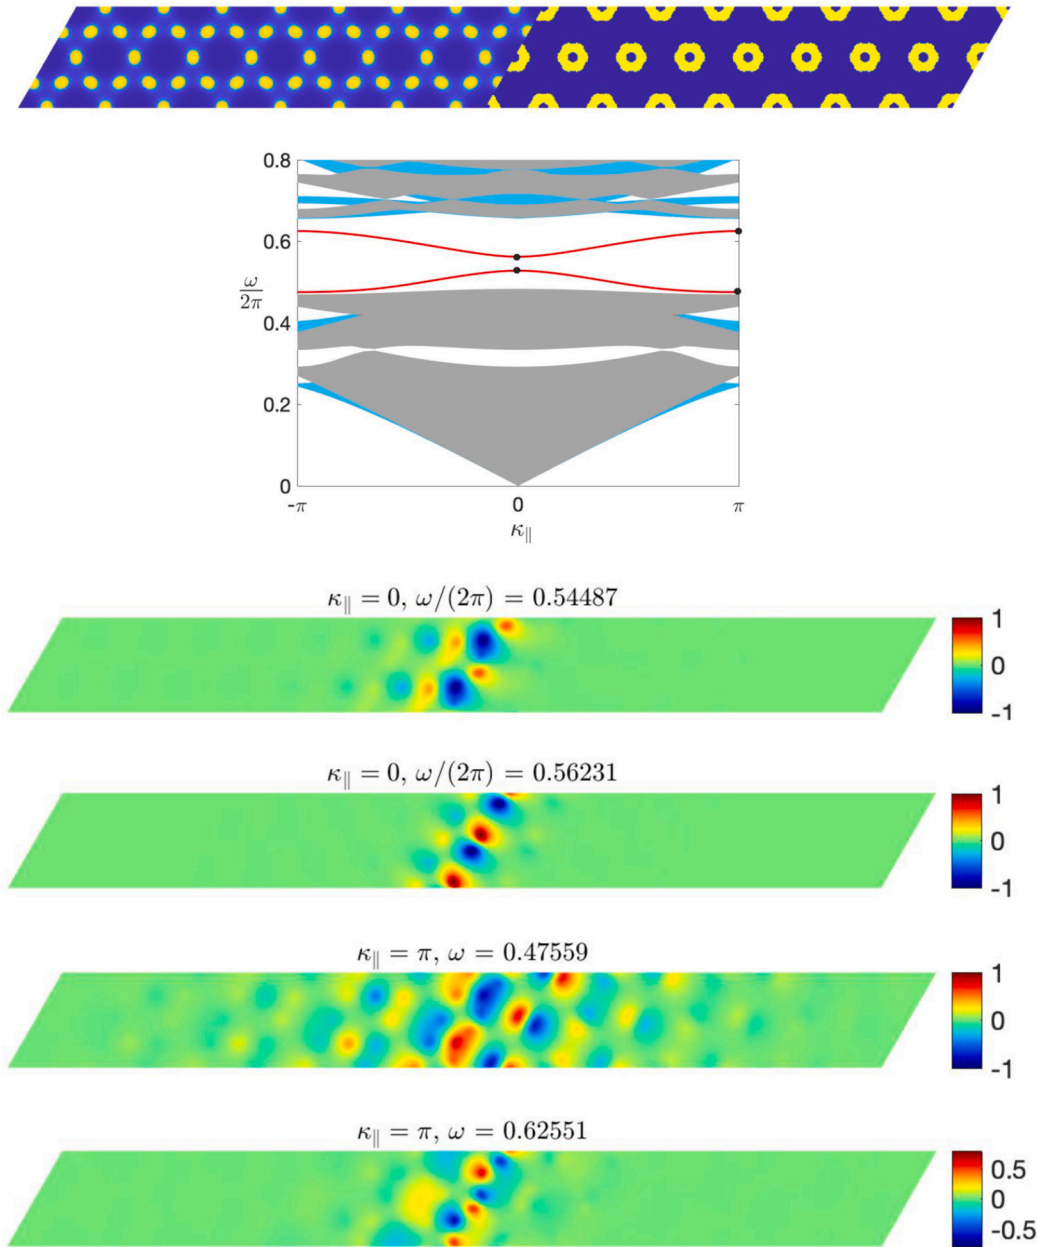 0.8
0.6
ω/2π
0.4
0.2
0
-π 0 π
κ∥
κ∥ = 0, ω/(2π) = 0.54487
1
0
-1
κ∥ = 0, ω/(2π) = 0.56231
1
0
-1
κ∥ = π, ω = 0.47559
1
0
-1
κ∥ = π, ω = 0.62551
0.5
0
-0.5